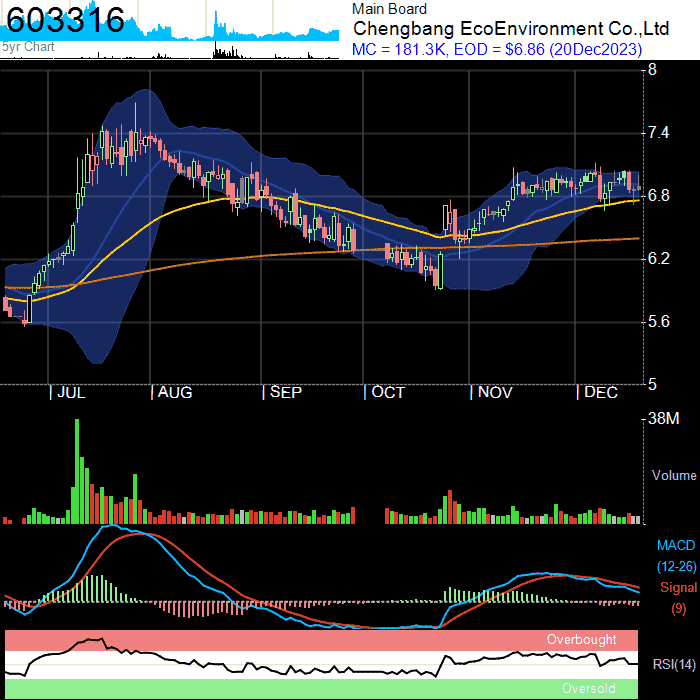 603316
5yr Chart
Main Board
Chengbang EcoEnvironment Co.,Ltd
MC = 181.3K, EOD = $6.86 (20Dec2023)
8
7.4
6.8
6.2
5.6
5
| JUL | AUG | SEP | OCT | NOV | DEC
38M
Volume
MACD
(12-26)
Signal
(9)
Overbought
RSI(14)
Oversold